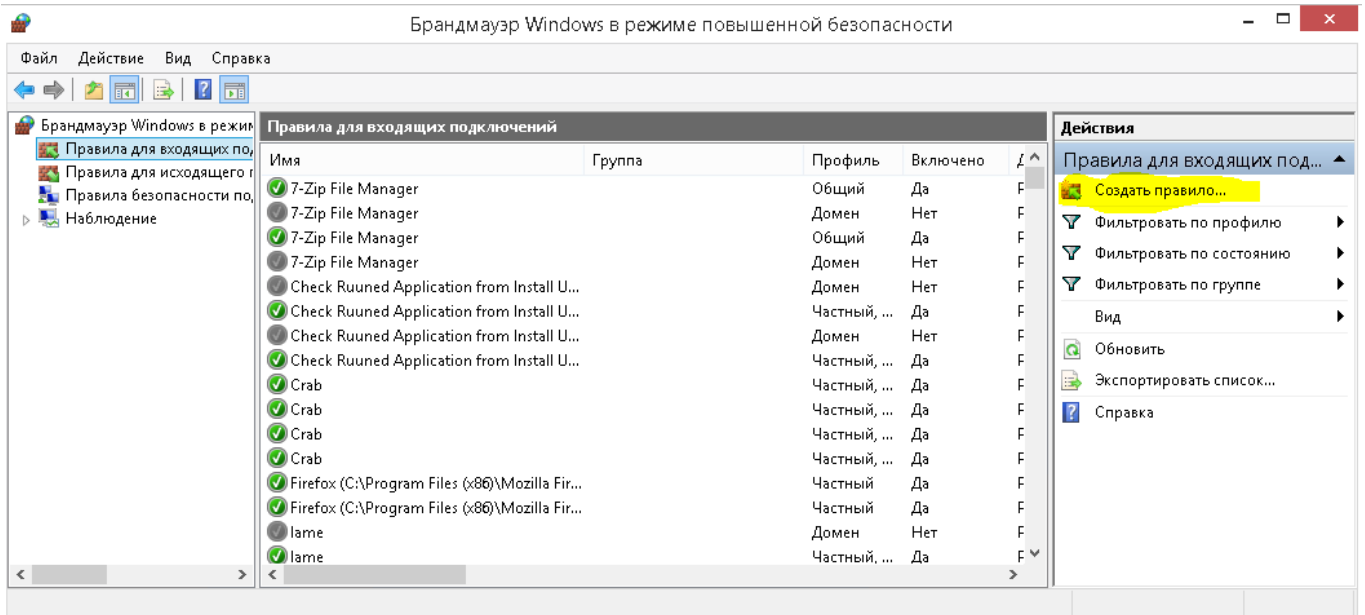 Брандмауэр Windows в режиме повышенной безопасности
Файл Действие Вид Справка
Брандмауэр Windows в режим
Правила для входящих под
Правила для исходящего п
Правила безопасности по
Наблюдение
Правила для входящих подключений
Имя Группа Профиль Включено Д
7-Zip File Manager Общий Да
7-Zip File Manager Домен Нет
7-Zip File Manager Общий Да
7-Zip File Manager Домен Нет
Check Ruuned Application from Install U... Домен Нет
Check Ruuned Application from Install U... Частный, ... Да
Check Ruuned Application from Install U... Домен Нет
Check Ruuned Application from Install U... Частный, ... Да
Crab Частный, ... Да
Crab Частный, ... Да
Crab Частный, ... Да
Crab Частный, ... Да
Firefox (C:\Program Files (x86)\Mozilla Fir... Частный Да
Firefox (C:\Program Files (x86)\Mozilla Fir... Частный Да
lame Домен Нет
lame Частный, ... Да
Действия
Правила для входящих под...
Создать правило...
Фильтровать по профилю
Фильтровать по состоянию
Фильтровать по группе
Вид
Обновить
Экспортировать список...
Справка